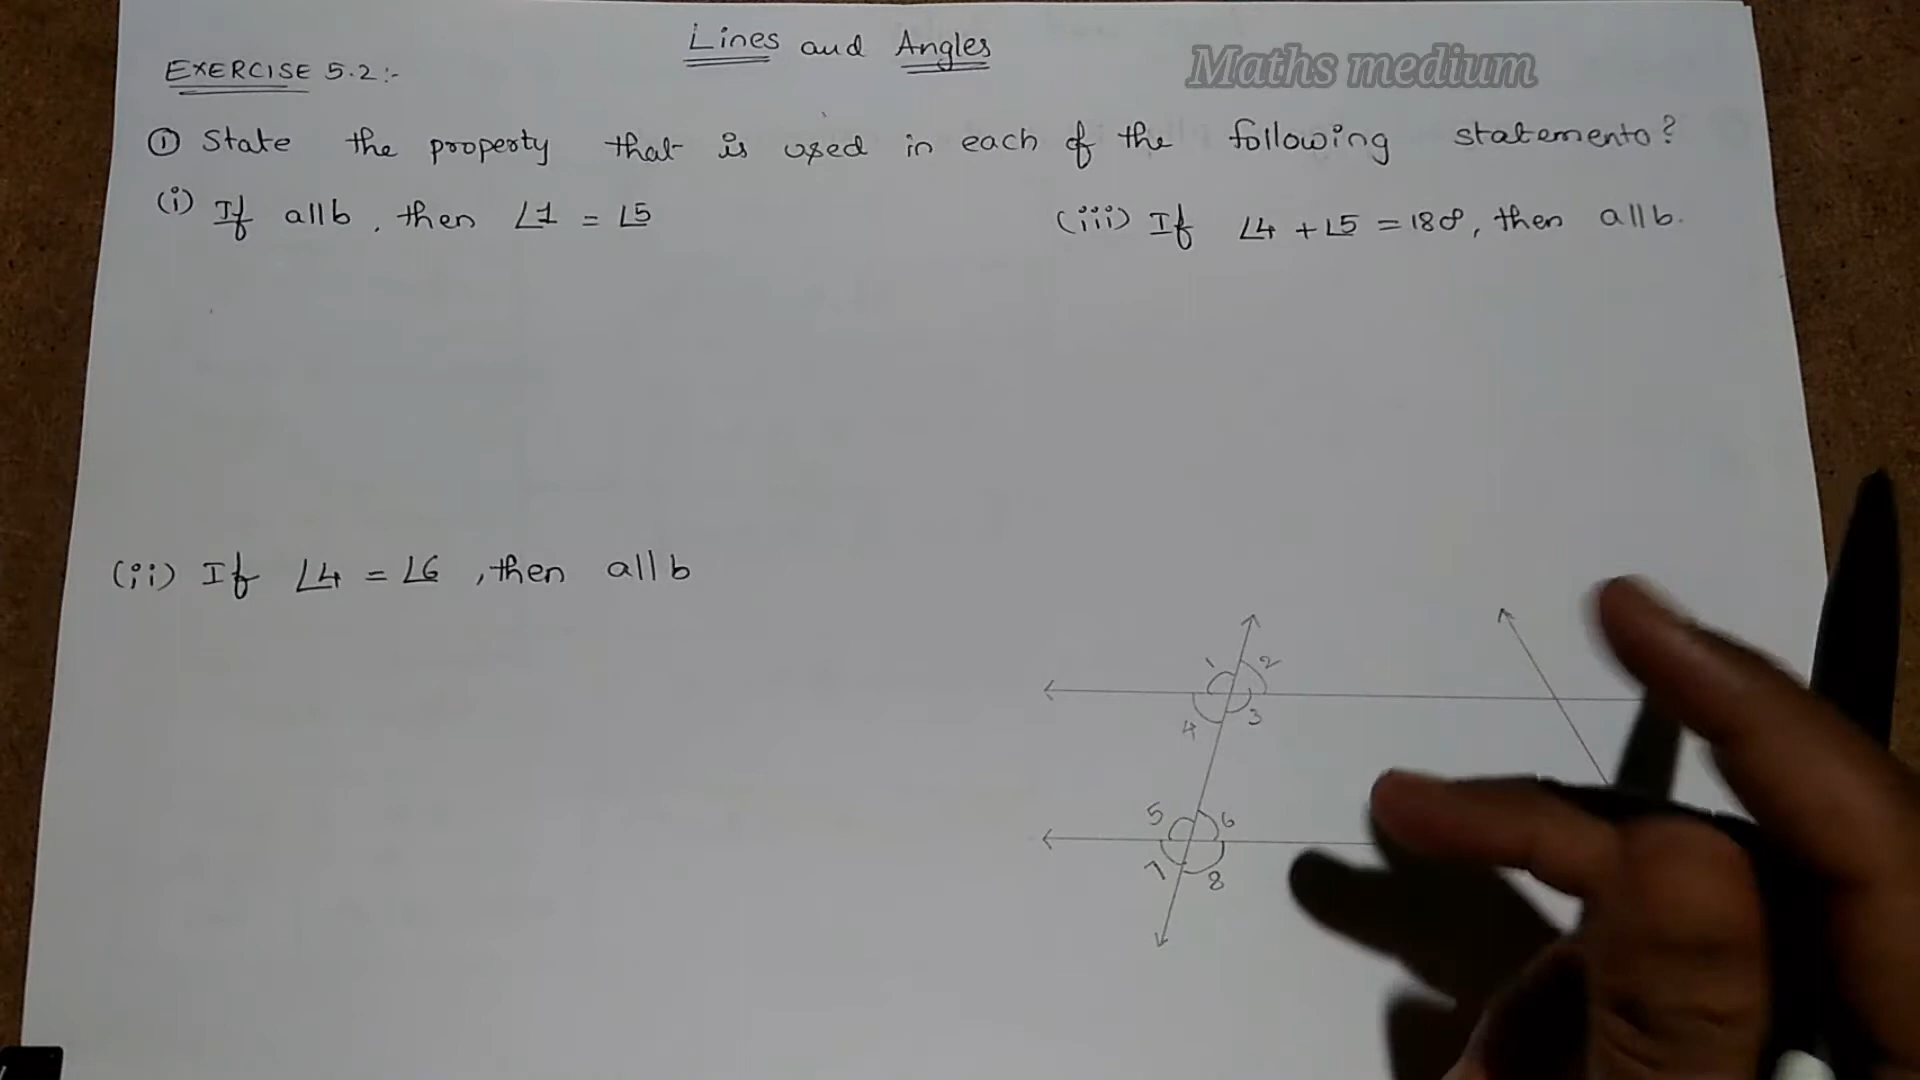 Lines and Angles
Maths medium
EXERCISE 5.2:-
① State the property that is used in each of the following statements?
(i) If a||b, then ∠1 = ∠5
(iii) If ∠4 + ∠5 = 180, then a||b.
(ii) If ∠4 = ∠6, then a||b
1 2
4 3
5 6
7 8